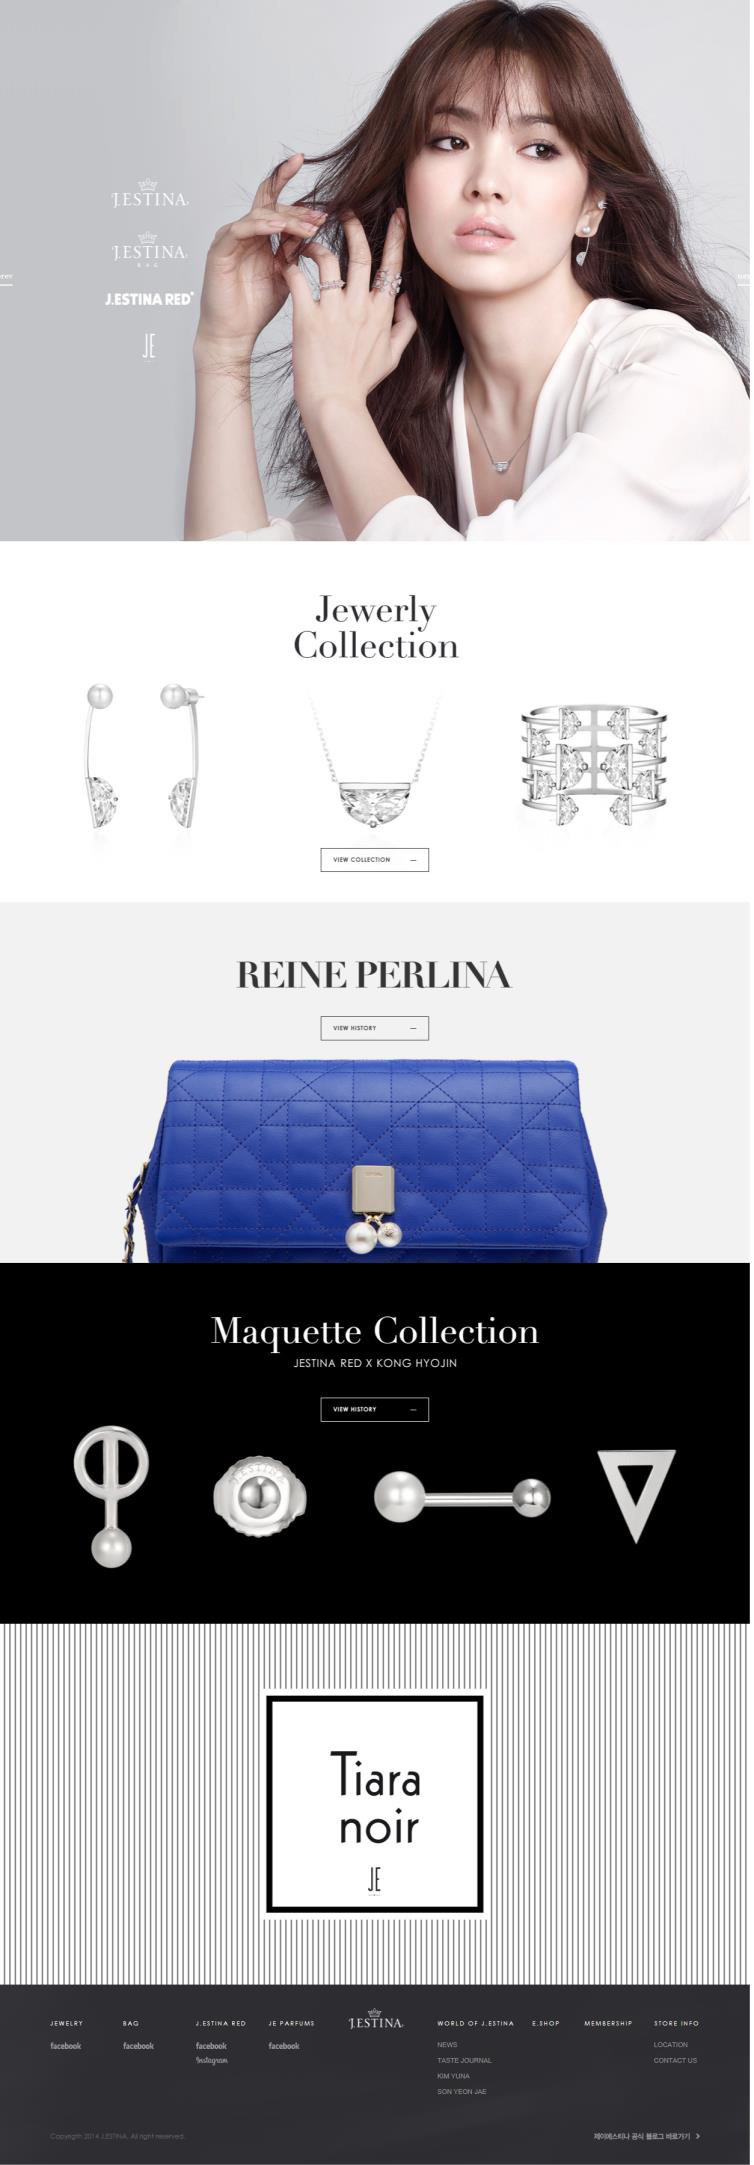 J.ESTINA
J.ESTINA
BAG
J.ESTINA RED
JE
Jewerly
Collection
VIEW COLLECTION
REINE PERLINA
VIEW HISTORY
Maquette Collection
JESTINA RED X KONG HYOJIN
VIEW HISTORY
Tiara
noir
JE
JEWELRY BAG J.ESTINA RED JE PARFUMS J.ESTINA WORLD OF J.ESTINA E.SHOP MEMBERSHIP STORE INFO
facebook facebook facebook facebook NEWS LOCATION
Instagram TASTE JOURNAL CONTACT US
KIM YUNA
SON YEON JAE
Copyrigth 2014 J.ESTINA. All right reserved. 제이에스티나 공식 블로그 바로가기